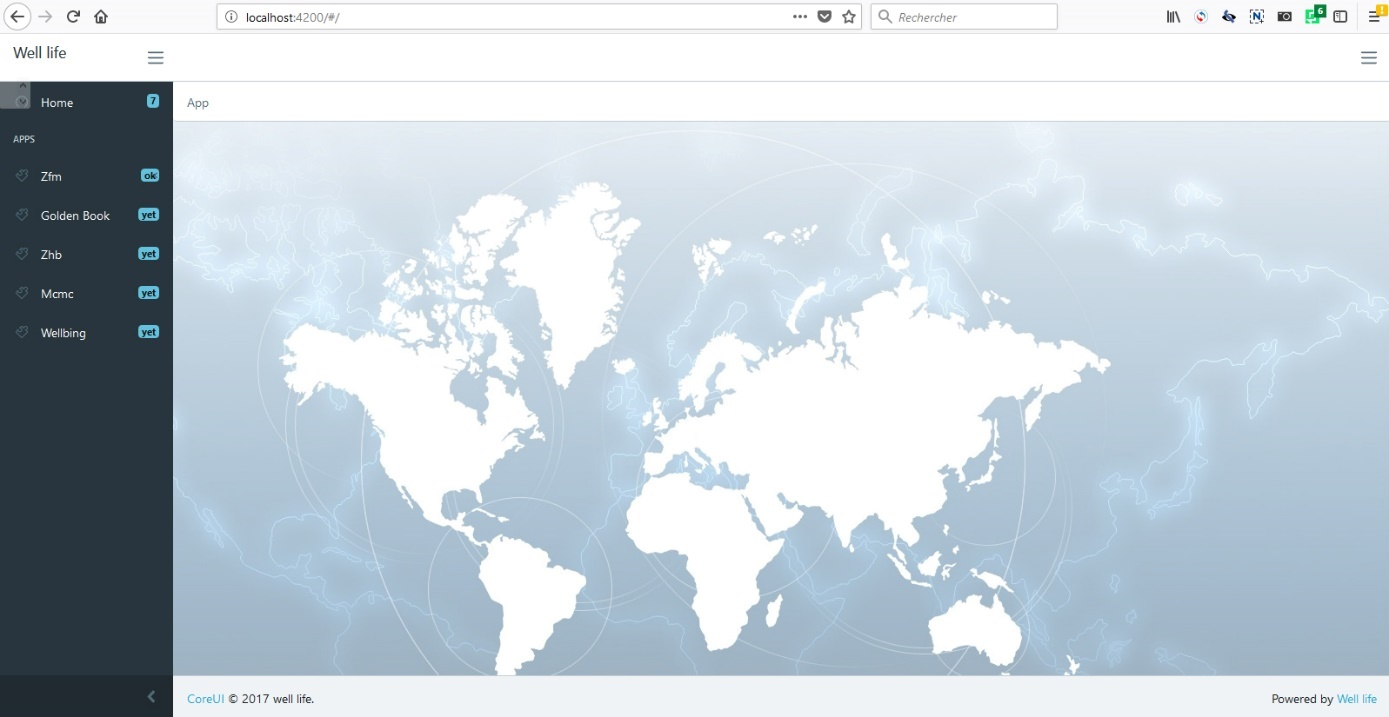 localhost:4200/#/
Rechercher
6
!
Well life
Home 7
App
APPS
Zfm ok
Golden Book yet
Zhb yet
Mcmc yet
Wellbing yet
CoreUI © 2017 well life.
Powered by Well life